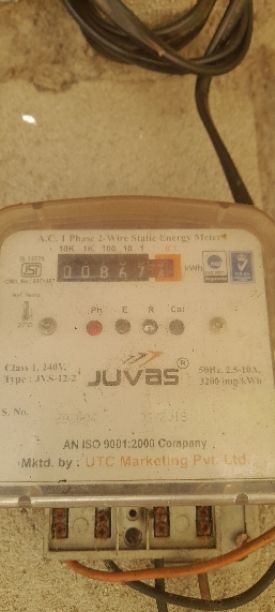 A.C. 1 Phase 2-Wire Static Energy Meter
10K 1K 100 10 1
kWh
ISI
Ph E R Cal
Class 1, 240V.
Type : JVS-12-2
JUVAS®
50Hz. 2.5-10A.
3200 imp/kWh
S. No.
2013
AN ISO 9001:2000 Company
Mktd. by : UTC Marketing Pvt. Ltd.